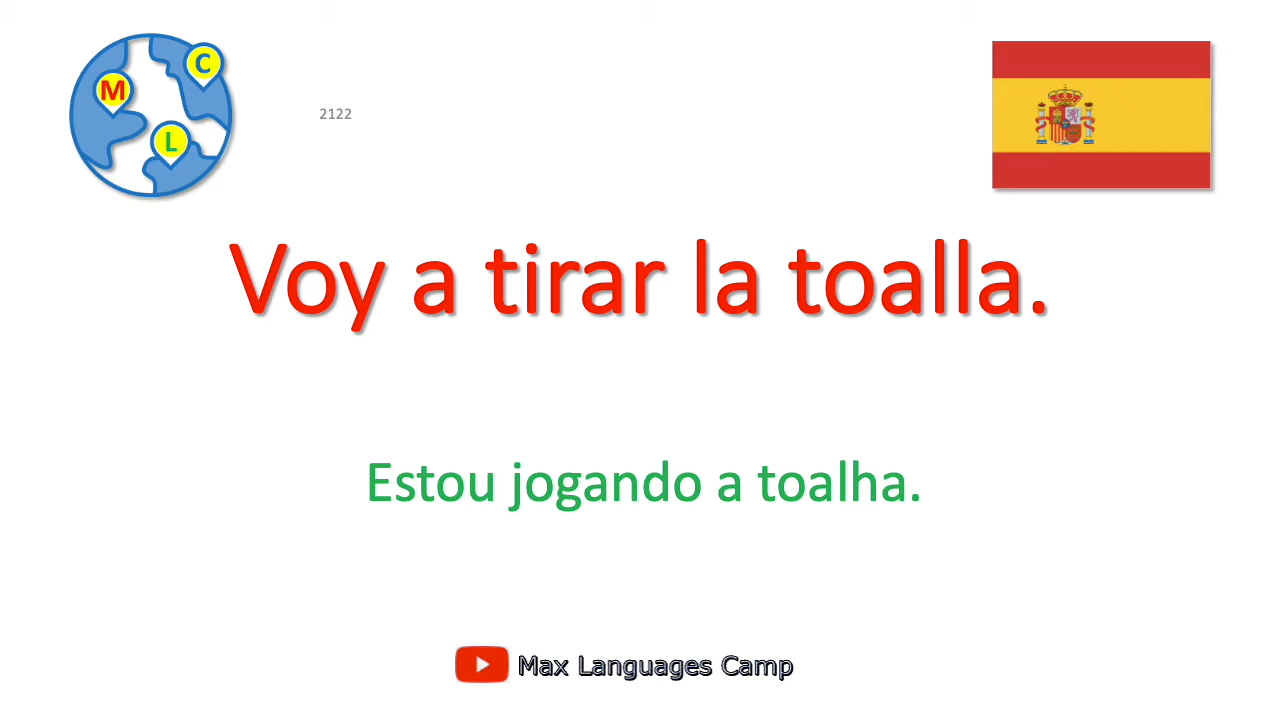 M
C
L
2122
Voy a tirar la toalla.
Estou jogando a toalha.
Max Languages Camp